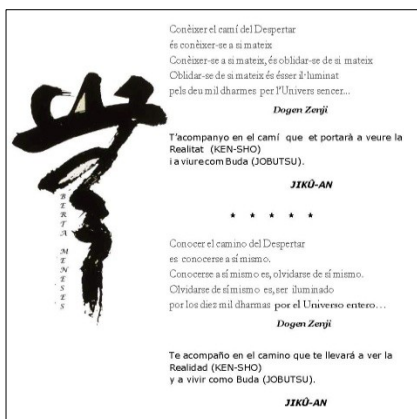 Conèixer el camí del Despertar
és conèixer-se a si mateix
Conèixer-se a si mateix, és oblidar-se de si mateix
Oblidar-se de si mateix és ésser il·luminat
pels deu mil dharmes per l'Univers sencer...
Dogen Zenji
T'acompanyo en el camí que et portarà a veure la
Realitat (KEN-SHO)
i a viure com Buda (JOBUTSU).
JIKŪ-AN
* * * * *
BERTA MENESES
Conocer el camino del Despertar
es conocerse a sí mismo.
Conocerse a sí mismo es, olvidarse de sí mismo.
Olvidarse de sí mismo es, ser iluminado
por los diez mil dharmas por el Universo entero...
Dogen Zenji
Te acompaño en el camino que te llevará a ver la
Realidad (KEN-SHO)
y a vivir como Buda (JOBUTSU).
JIKŪ-AN